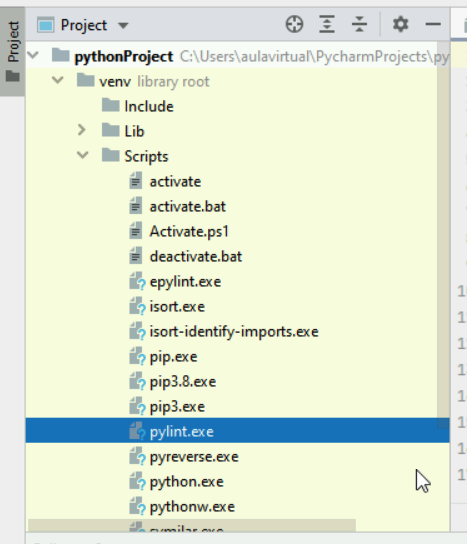 Project
Project
pythonProject C:\Users\aulavirtual\PycharmProjects\py
venv library root
Include
Lib
Scripts
activate
activate.bat
Activate.ps1
deactivate.bat
epylint.exe
isort.exe
isort-identify-imports.exe
pip.exe
pip3.8.exe
pip3.exe
pylint.exe
pyreverse.exe
python.exe
pythonw.exe
symilar.exe